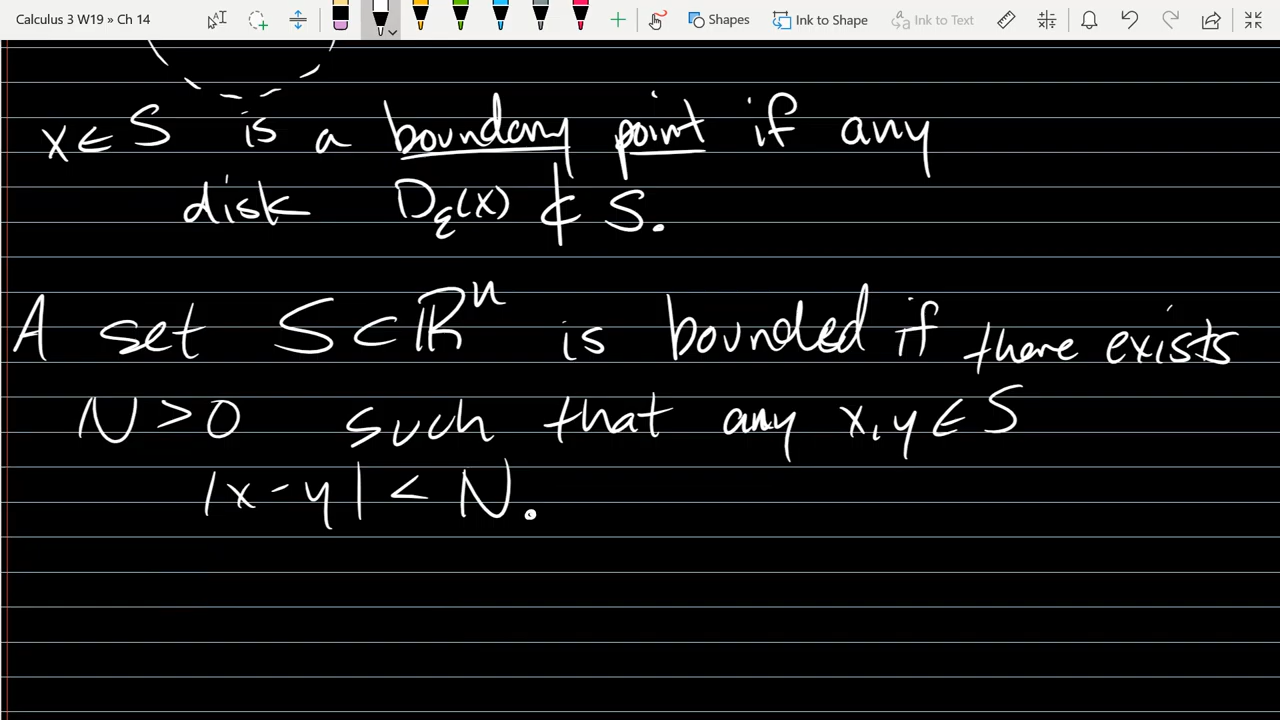 Calculus 3 W19 » Ch 14 Shapes Ink to Shape Ink to Text
x ∈ S is a boundary point if any
disk Dε(x) ⊄ S.
A set S ⊂ ℝⁿ is bounded if there exists
N > 0 such that any x, y ∈ S
|x - y| < N.